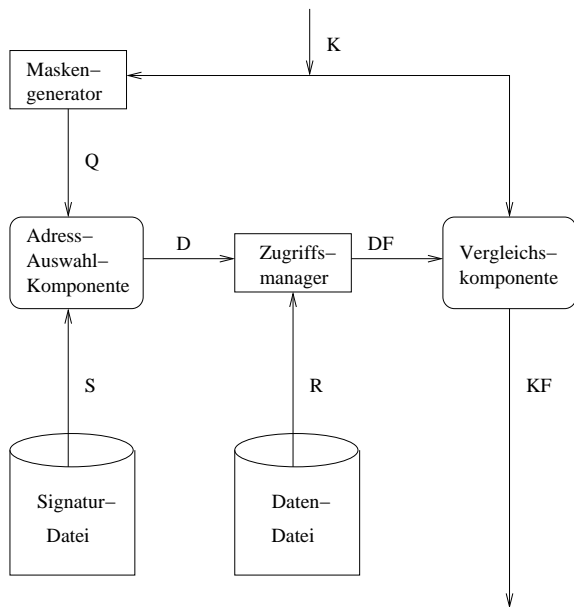 K
Masken–
generator
Q
Adress–
Auswahl–
Komponente
D
Zugriffs–
manager
DF
Vergleichs–
komponente
S
R
KF
Signatur–
Datei
Daten–
Datei